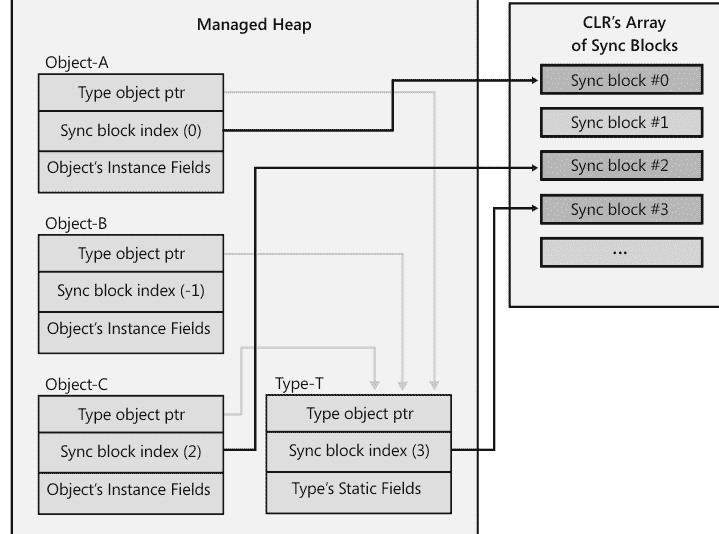 Managed Heap
Object-A
Type object ptr
Sync block index (0)
Object's Instance Fields
Object-B
Type object ptr
Sync block index (-1)
Object's Instance Fields
Object-C
Type object ptr
Sync block index (2)
Object's Instance Fields
Type-T
Type object ptr
Sync block index (3)
Type's Static Fields
CLR's Array
of Sync Blocks
Sync block #0
Sync block #1
Sync block #2
Sync block #3
...